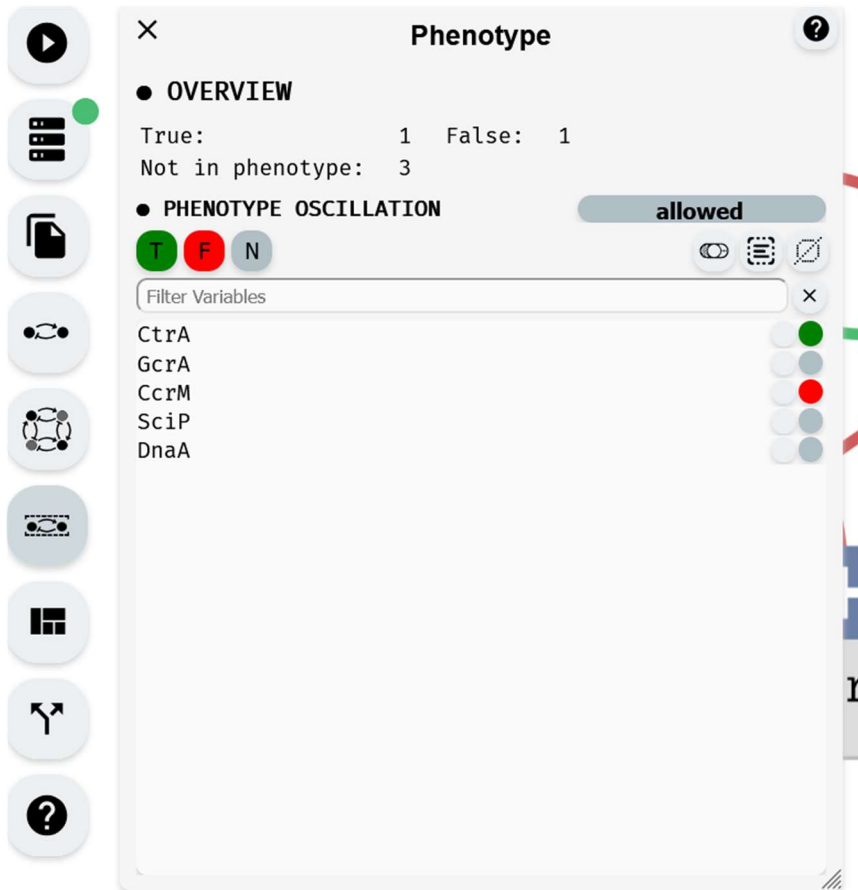 Phenotype
OVERVIEW
True: 1 False: 1
Not in phenotype: 3
PHENOTYPE OSCILLATION allowed
T F N
Filter Variables
CtrA
GcrA
CcrM
SciP
DnaA